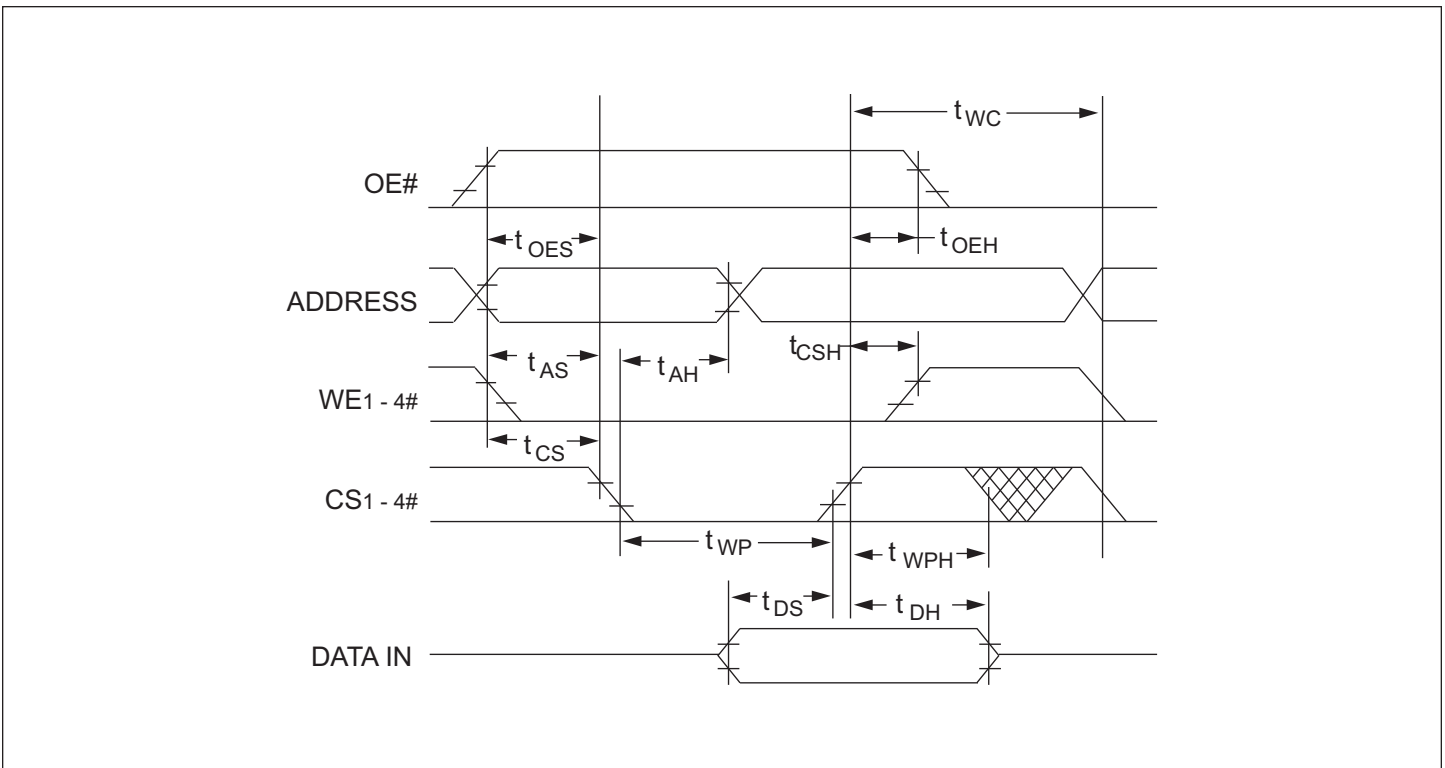 tWC
OE#
tOES
tOEH
ADDRESS
tCSH
tAS
tAH
WE1 - 4#
tCS
CS1 - 4#
tWP
tWPH
tDS
tDH
DATA IN